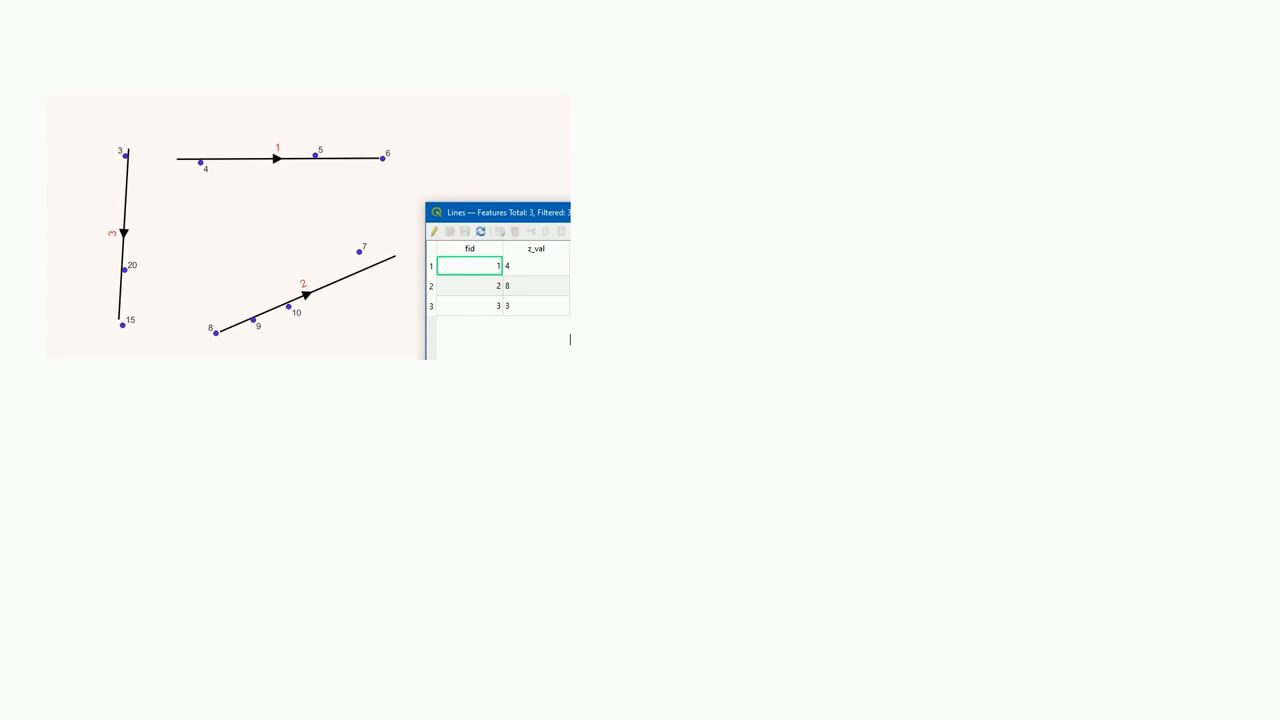 3
1
5
6
4
3
20
15
7
2
10
9
8
Lines — Features Total: 3, Filtered: 3
fid z_val
1 1 4
2 2 8
3 3 3